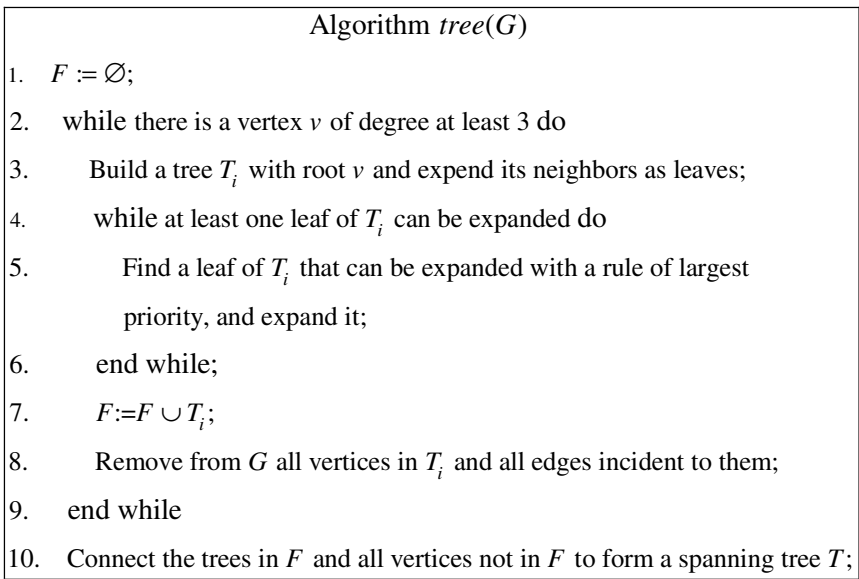 Algorithm tree(G)
1. F := ∅;
2. while there is a vertex v of degree at least 3 do
3. Build a tree T_i with root v and expend its neighbors as leaves;
4. while at least one leaf of T_i can be expanded do
5. Find a leaf of T_i that can be expanded with a rule of largest
priority, and expand it;
6. end while;
7. F:=F ∪ T_i;
8. Remove from G all vertices in T_i and all edges incident to them;
9. end while
10. Connect the trees in F and all vertices not in F to form a spanning tree T;